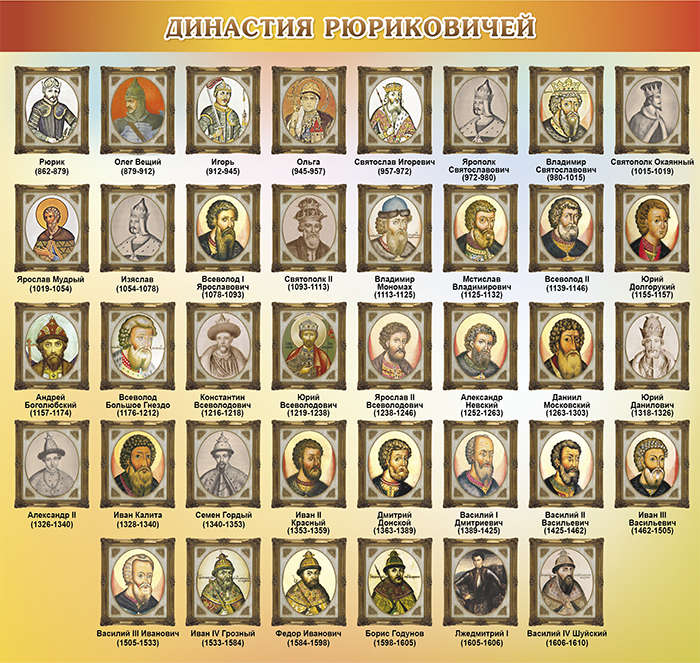 ДИНАСТИЯ РЮРИКОВИЧЕЙ
Рюрик
(862-879)
Олег Вещий
(879-912)
Игорь
(912-945)
Ольга
(945-957)
Святослав Игоревич
(957-972)
Ярополк
Святославович
(972-980)
Владимир
Святославович
(980-1015)
Святополк Окаянный
(1015-1019)
Ярослав Мудрый
(1019-1054)
Изяслав
(1054-1078)
Всеволод I
Ярославович
(1078-1093)
Святополк II
(1093-1113)
Владимир
Мономах
(1113-1125)
Мстислав
Владимирович
(1125-1132)
Всеволод II
(1139-1146)
Юрий
Долгорукий
(1155-1157)
Андрей
Боголюбский
(1157-1174)
Всеволод
Большое Гнездо
(1176-1212)
Константин
Всеволодович
(1216-1218)
Юрий
Всеволодович
(1219-1238)
Ярослав II
Всеволодович
(1238-1246)
Александр
Невский
(1252-1263)
Даниил
Московский
(1263-1303)
Юрий
Данилович
(1318-1326)
Александр II
(1326-1340)
Иван Калита
(1328-1340)
Семен Гордый
(1340-1353)
Иван II
Красный
(1353-1359)
Дмитрий
Донской
(1363-1389)
Василий I
Дмитриевич
(1389-1425)
Василий II
Васильевич
(1425-1462)
Иван III
Васильевич
(1462-1505)
Василий III Иванович
(1505-1533)
Иван IV Грозный
(1533-1584)
Федор Иванович
(1584-1598)
Борис Годунов
(1598-1605)
Лжедмитрий I
(1605-1606)
Василий IV Шуйский
(1606-1610)